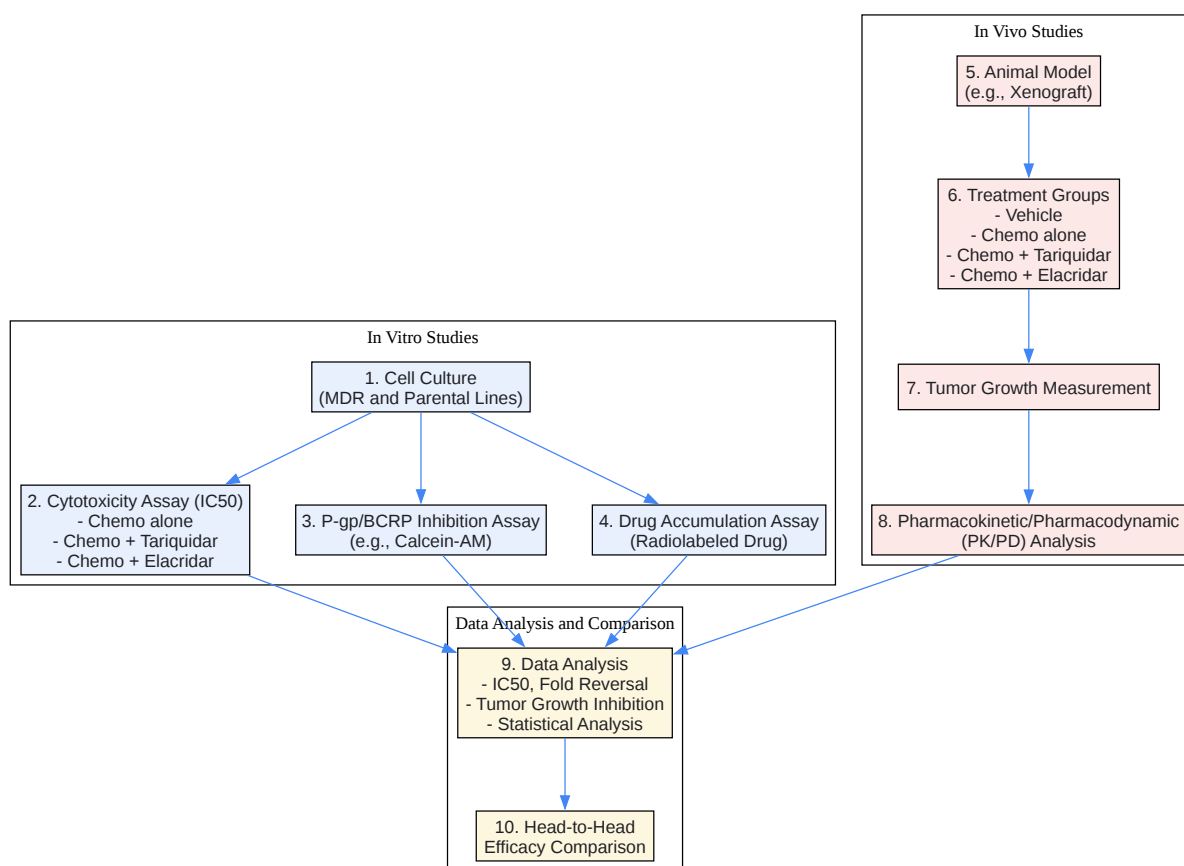 In Vivo Studies
5. Animal Model
(e.g., Xenograft)
6. Treatment Groups
- Vehicle
- Chemo alone
- Chemo + Tariquidar
- Chemo + Elacridar
7. Tumor Growth Measurement
8. Pharmacokinetic/Pharmacodynamic
(PK/PD) Analysis
In Vitro Studies
1. Cell Culture
(MDR and Parental Lines)
2. Cytotoxicity Assay (IC50)
- Chemo alone
- Chemo + Tariquidar
- Chemo + Elacridar
3. P-gp/BCRP Inhibition Assay
(e.g., Calcein-AM)
4. Drug Accumulation Assay
(Radiolabeled Drug)
Data Analysis and Comparison
9. Data Analysis
- IC50, Fold Reversal
- Tumor Growth Inhibition
- Statistical Analysis
10. Head-to-Head
Efficacy Comparison